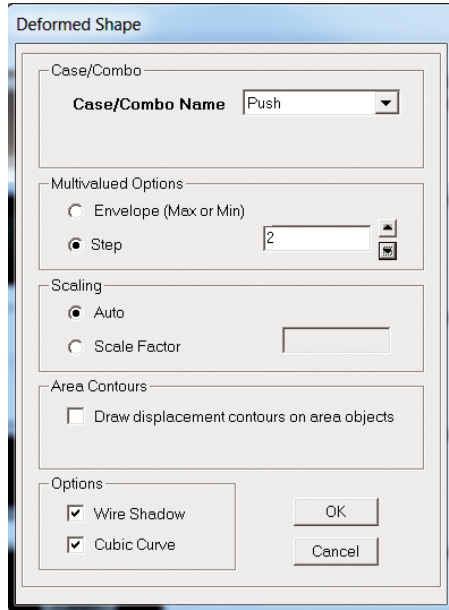 Deformed Shape
Case/Combo
Case/Combo Name Push
Multivalued Options
Envelope (Max or Min)
Step 2
Scaling
Auto
Scale Factor
Area Contours
Draw displacement contours on area objects
Options
Wire Shadow OK
Cubic Curve Cancel